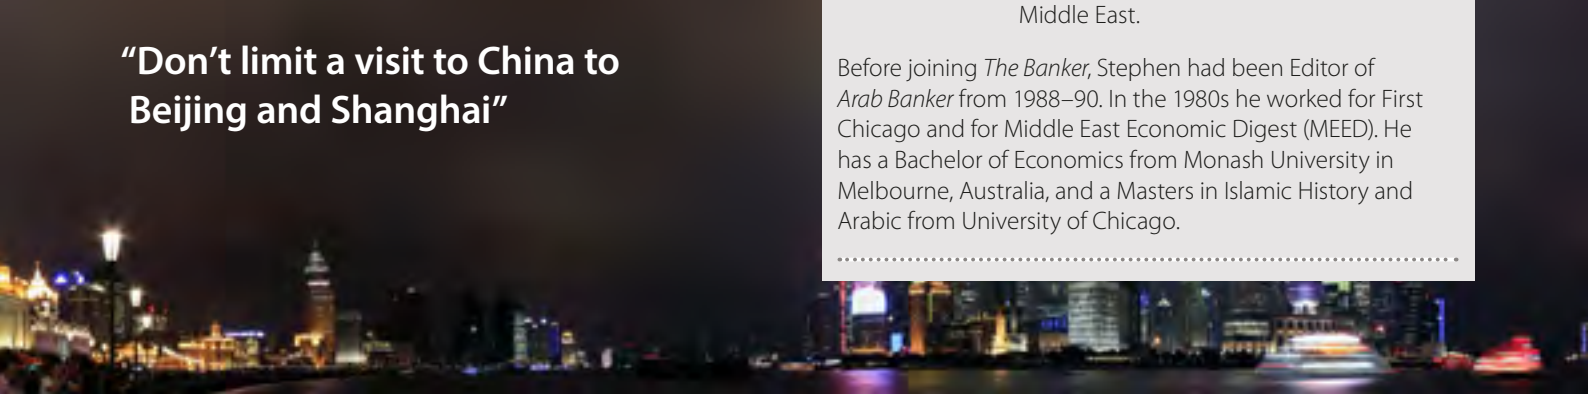 “Don’t limit a visit to China to
Beijing and Shanghai”
Middle East.
Before joining The Banker, Stephen had been Editor of
Arab Banker from 1988–90. In the 1980s he worked for First
Chicago and for Middle East Economic Digest (MEED). He
has a Bachelor of Economics from Monash University in
Melbourne, Australia, and a Masters in Islamic History and
Arabic from University of Chicago.